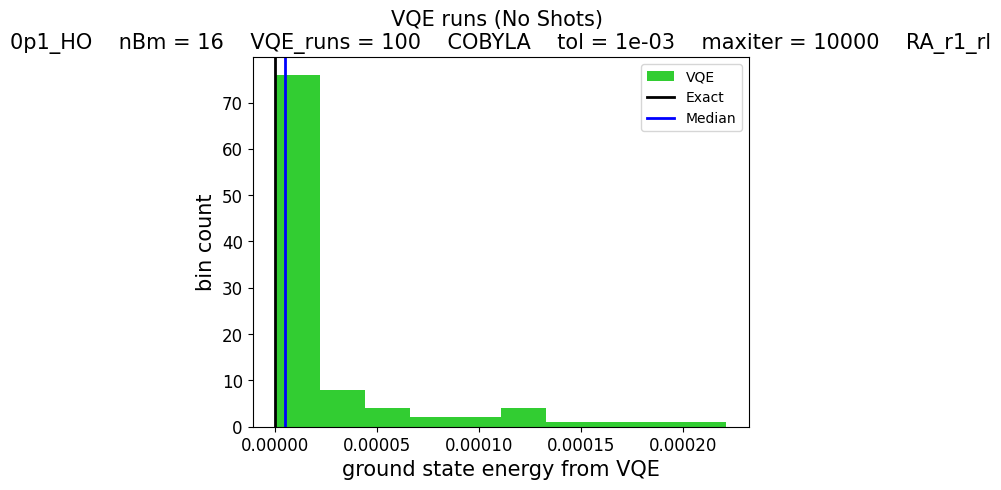 VQE runs (No Shots)
0p1_HO    nBm = 16    VQE_runs = 100    COBYLA    tol = 1e-03    maxiter = 10000    RA_r1_rl
VQE
Exact
Median
bin count
70
60
50
40
30
20
10
0
0.00000 0.00005 0.00010 0.00015 0.00020
ground state energy from VQE